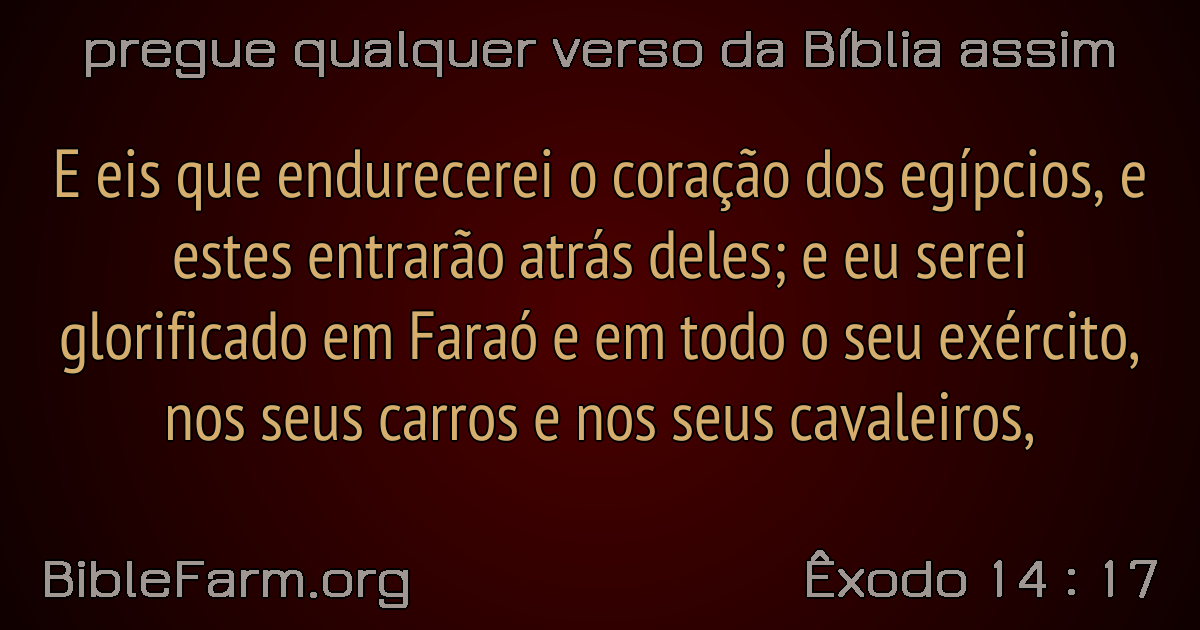 pregue qualquer verso da Bíblia assim
E eis que endurecerei o coração dos egípcios, e
estes entrarão atrás deles; e eu serei
glorificado em Faraó e em todo o seu exército,
nos seus carros e nos seus cavaleiros,
BibleFarm.org
Êxodo 14 : 17